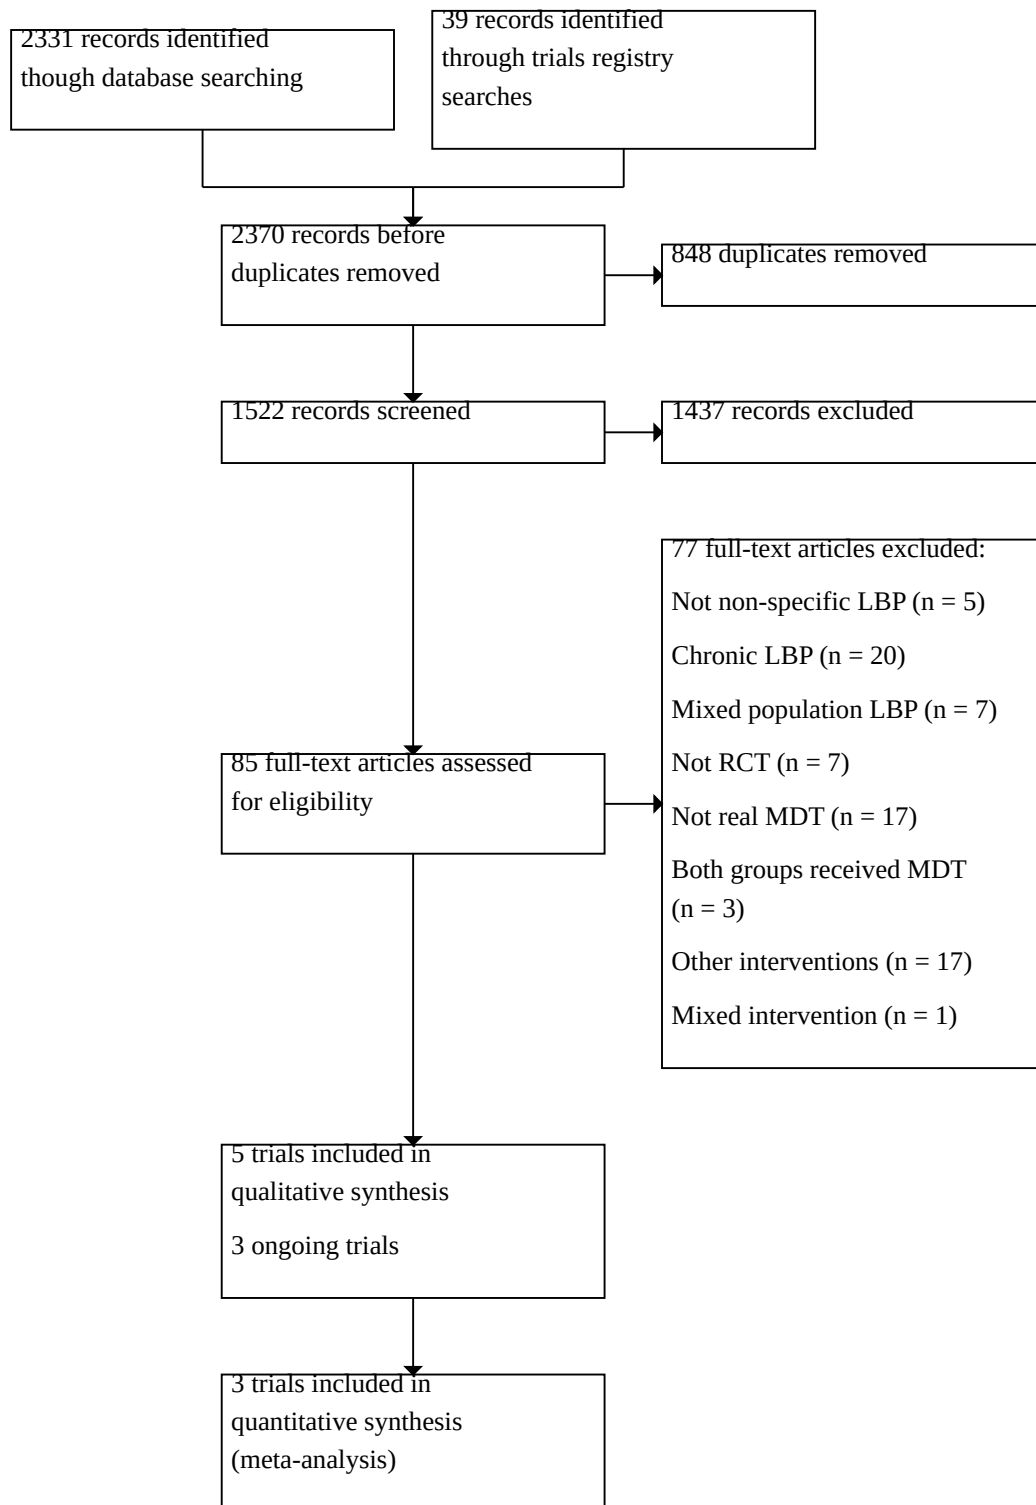 2331 records identified
though database searching
39 records identified
through trials registry
searches
2370 records before
duplicates removed
848 duplicates removed
1522 records screened
1437 records excluded
85 full-text articles assessed
for eligibility
77 full-text articles excluded:
Not non-specific LBP (n = 5)
Chronic LBP (n = 20)
Mixed population LBP (n = 7)
Not RCT (n = 7)
Not real MDT (n = 17)
Both groups received MDT
(n = 3)
Other interventions (n = 17)
Mixed intervention (n = 1)
5 trials included in
qualitative synthesis
3 ongoing trials
3 trials included in
quantitative synthesis
(meta-analysis)